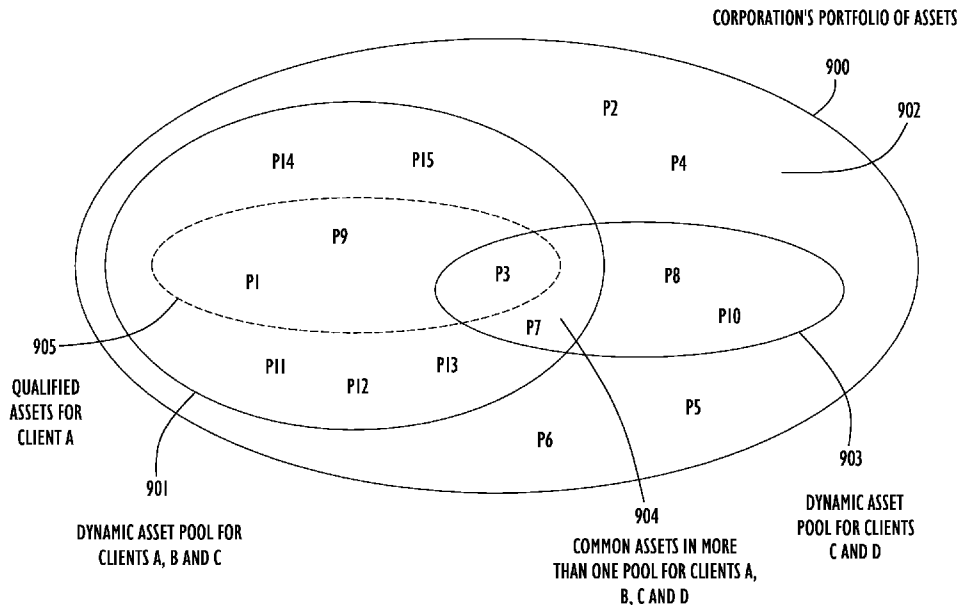 CORPORATION'S PORTFOLIO OF ASSETS
900
902
P2
P4
P14
P15
P9
P1
P3
P8
P10
P7
905
QUALIFIED
ASSETS FOR
CLIENT A
P11
P12
P13
P5
P6
901
DYNAMIC ASSET POOL FOR
CLIENTS A, B AND C
904
COMMON ASSETS IN MORE
THAN ONE POOL FOR CLIENTS A,
B, C AND D
903
DYNAMIC ASSET
POOL FOR CLIENTS
C AND D